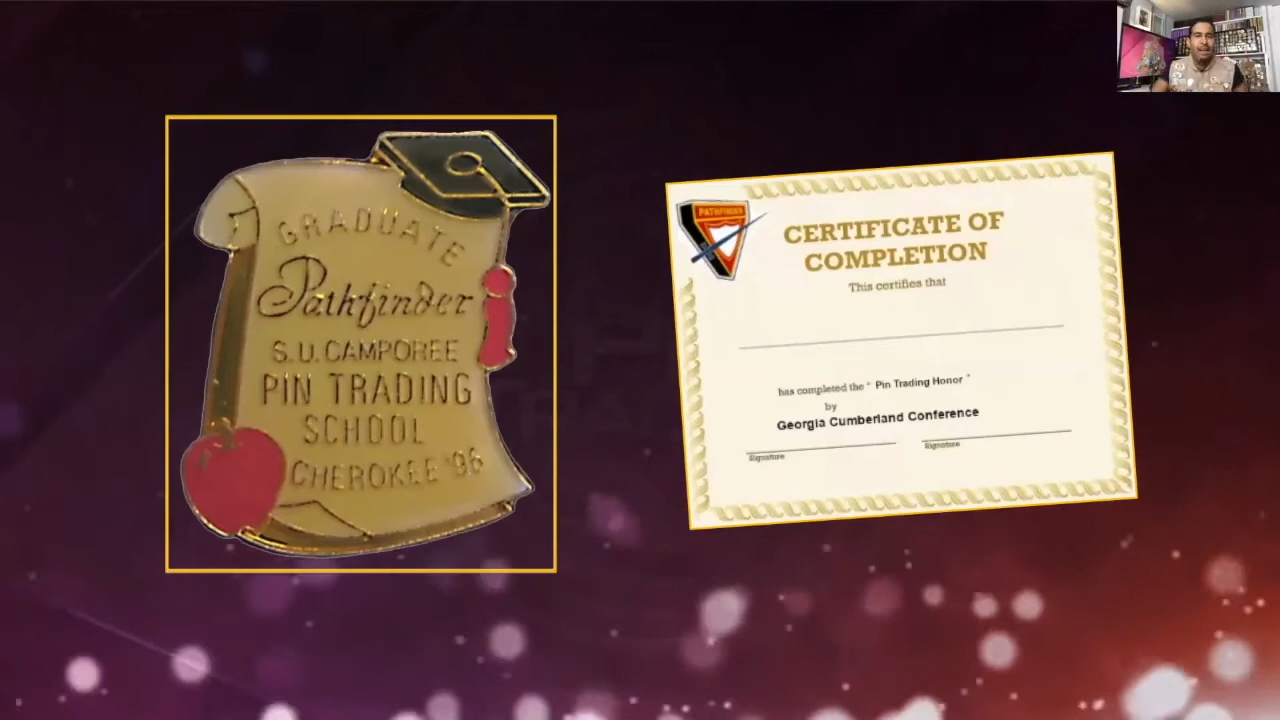 GRADUATE
Pathfinder
S.U. CAMPOREE
PIN TRADING
SCHOOL
CHEROKEE '96
PATHFINDER
CERTIFICATE OF
COMPLETION
This certifies that
has completed the " Pin Trading Honor "
by
Georgia Cumberland Conference
Signature
Signature